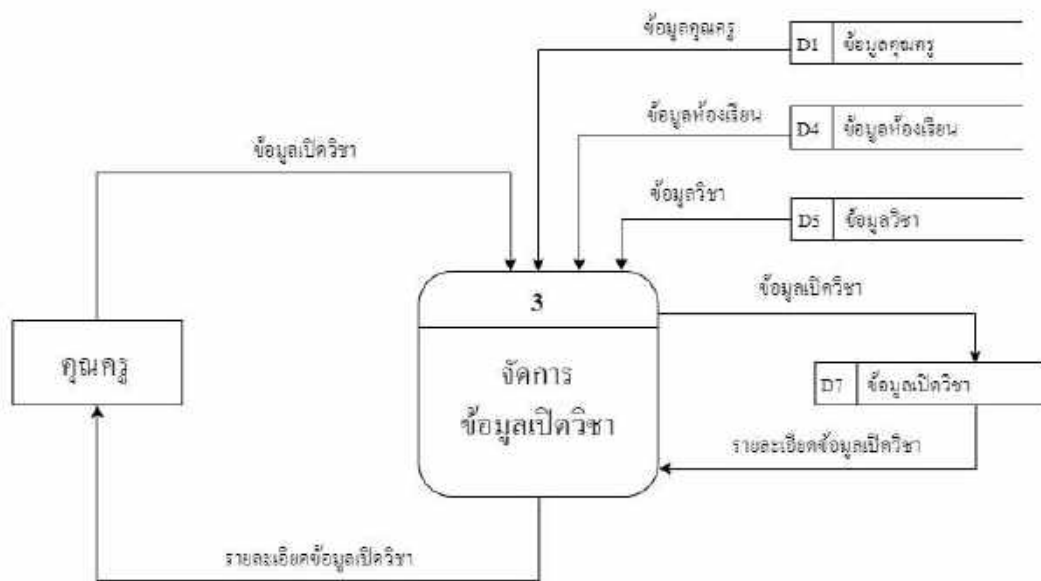 ข้อมูลคุณครู
D1 ข้อมูลคุณครู
ข้อมูลห้องเรียน
D4 ข้อมูลห้องเรียน
ข้อมูลเปิดวิชา
ข้อมูลวิชา
D5 ข้อมูลวิชา
3
ข้อมูลเปิดวิชา
คุณครู
จัดการ
ข้อมูลเปิดวิชา
D7 ข้อมูลเปิดวิชา
รายละเอียดข้อมูลเปิดวิชา
รายละเอียดข้อมูลเปิดวิชา